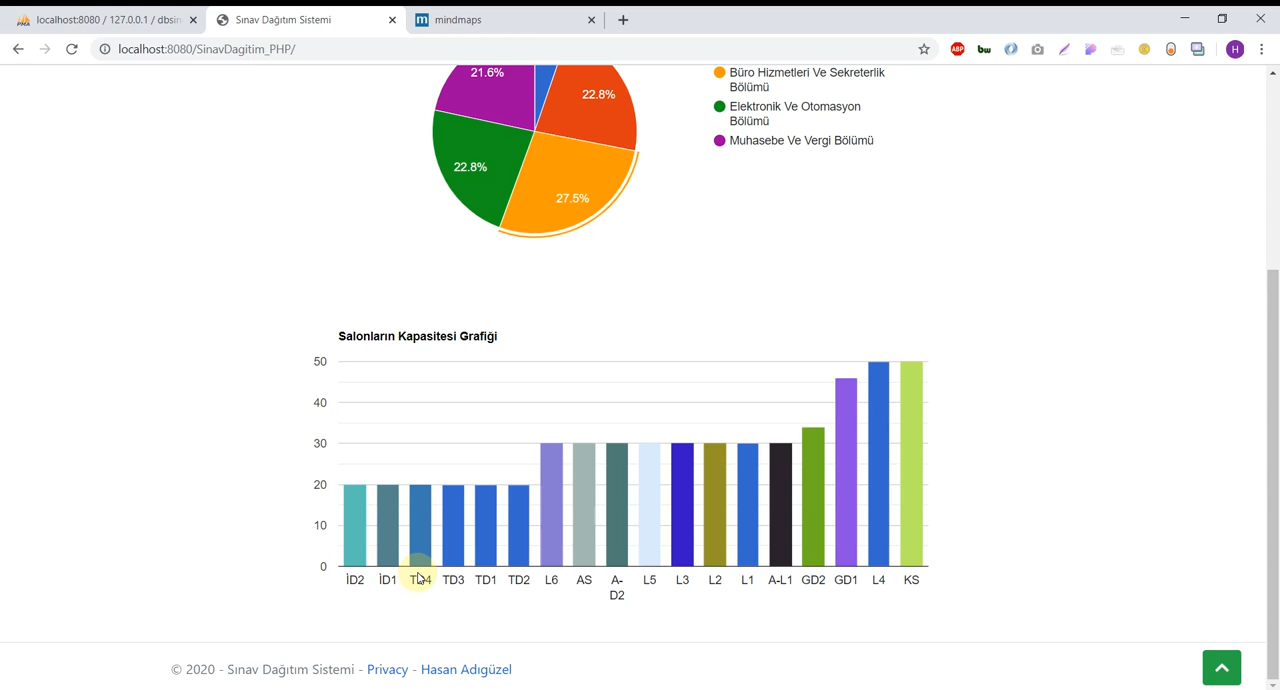 localhost:8080 / 127.0.0.1 / dbsin
Sınav Dağıtım Sistemi
mindmaps
localhost:8080/SinavDagitim_PHP/
ABP
bw
H
21.6%
22.8%
22.8%
27.5%
Büro Hizmetleri Ve Sekreterlik
Bölümü
Elektronik Ve Otomasyon
Bölümü
Muhasebe Ve Vergi Bölümü
Salonların Kapasitesi Grafiği
50
40
30
20
10
0
İD2 İD1 TD4 TD3 TD1 TD2 L6 AS A-D2 L5 L3 L2 L1 A-L1 GD2 GD1 L4 KS
© 2020 - Sınav Dağıtım Sistemi - Privacy - Hasan Adıgüzel